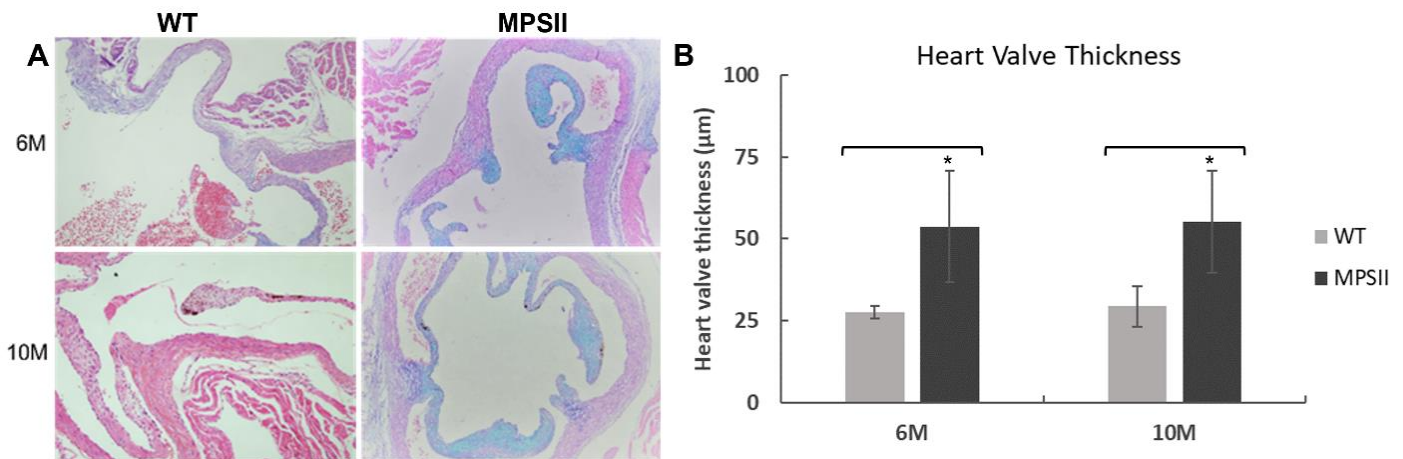 WT MPSII
A
6M
10M
B
Heart Valve Thickness
Heart valve thickness (μm)
100
75
50
25
0
* *
6M 10M
WT
MPSII